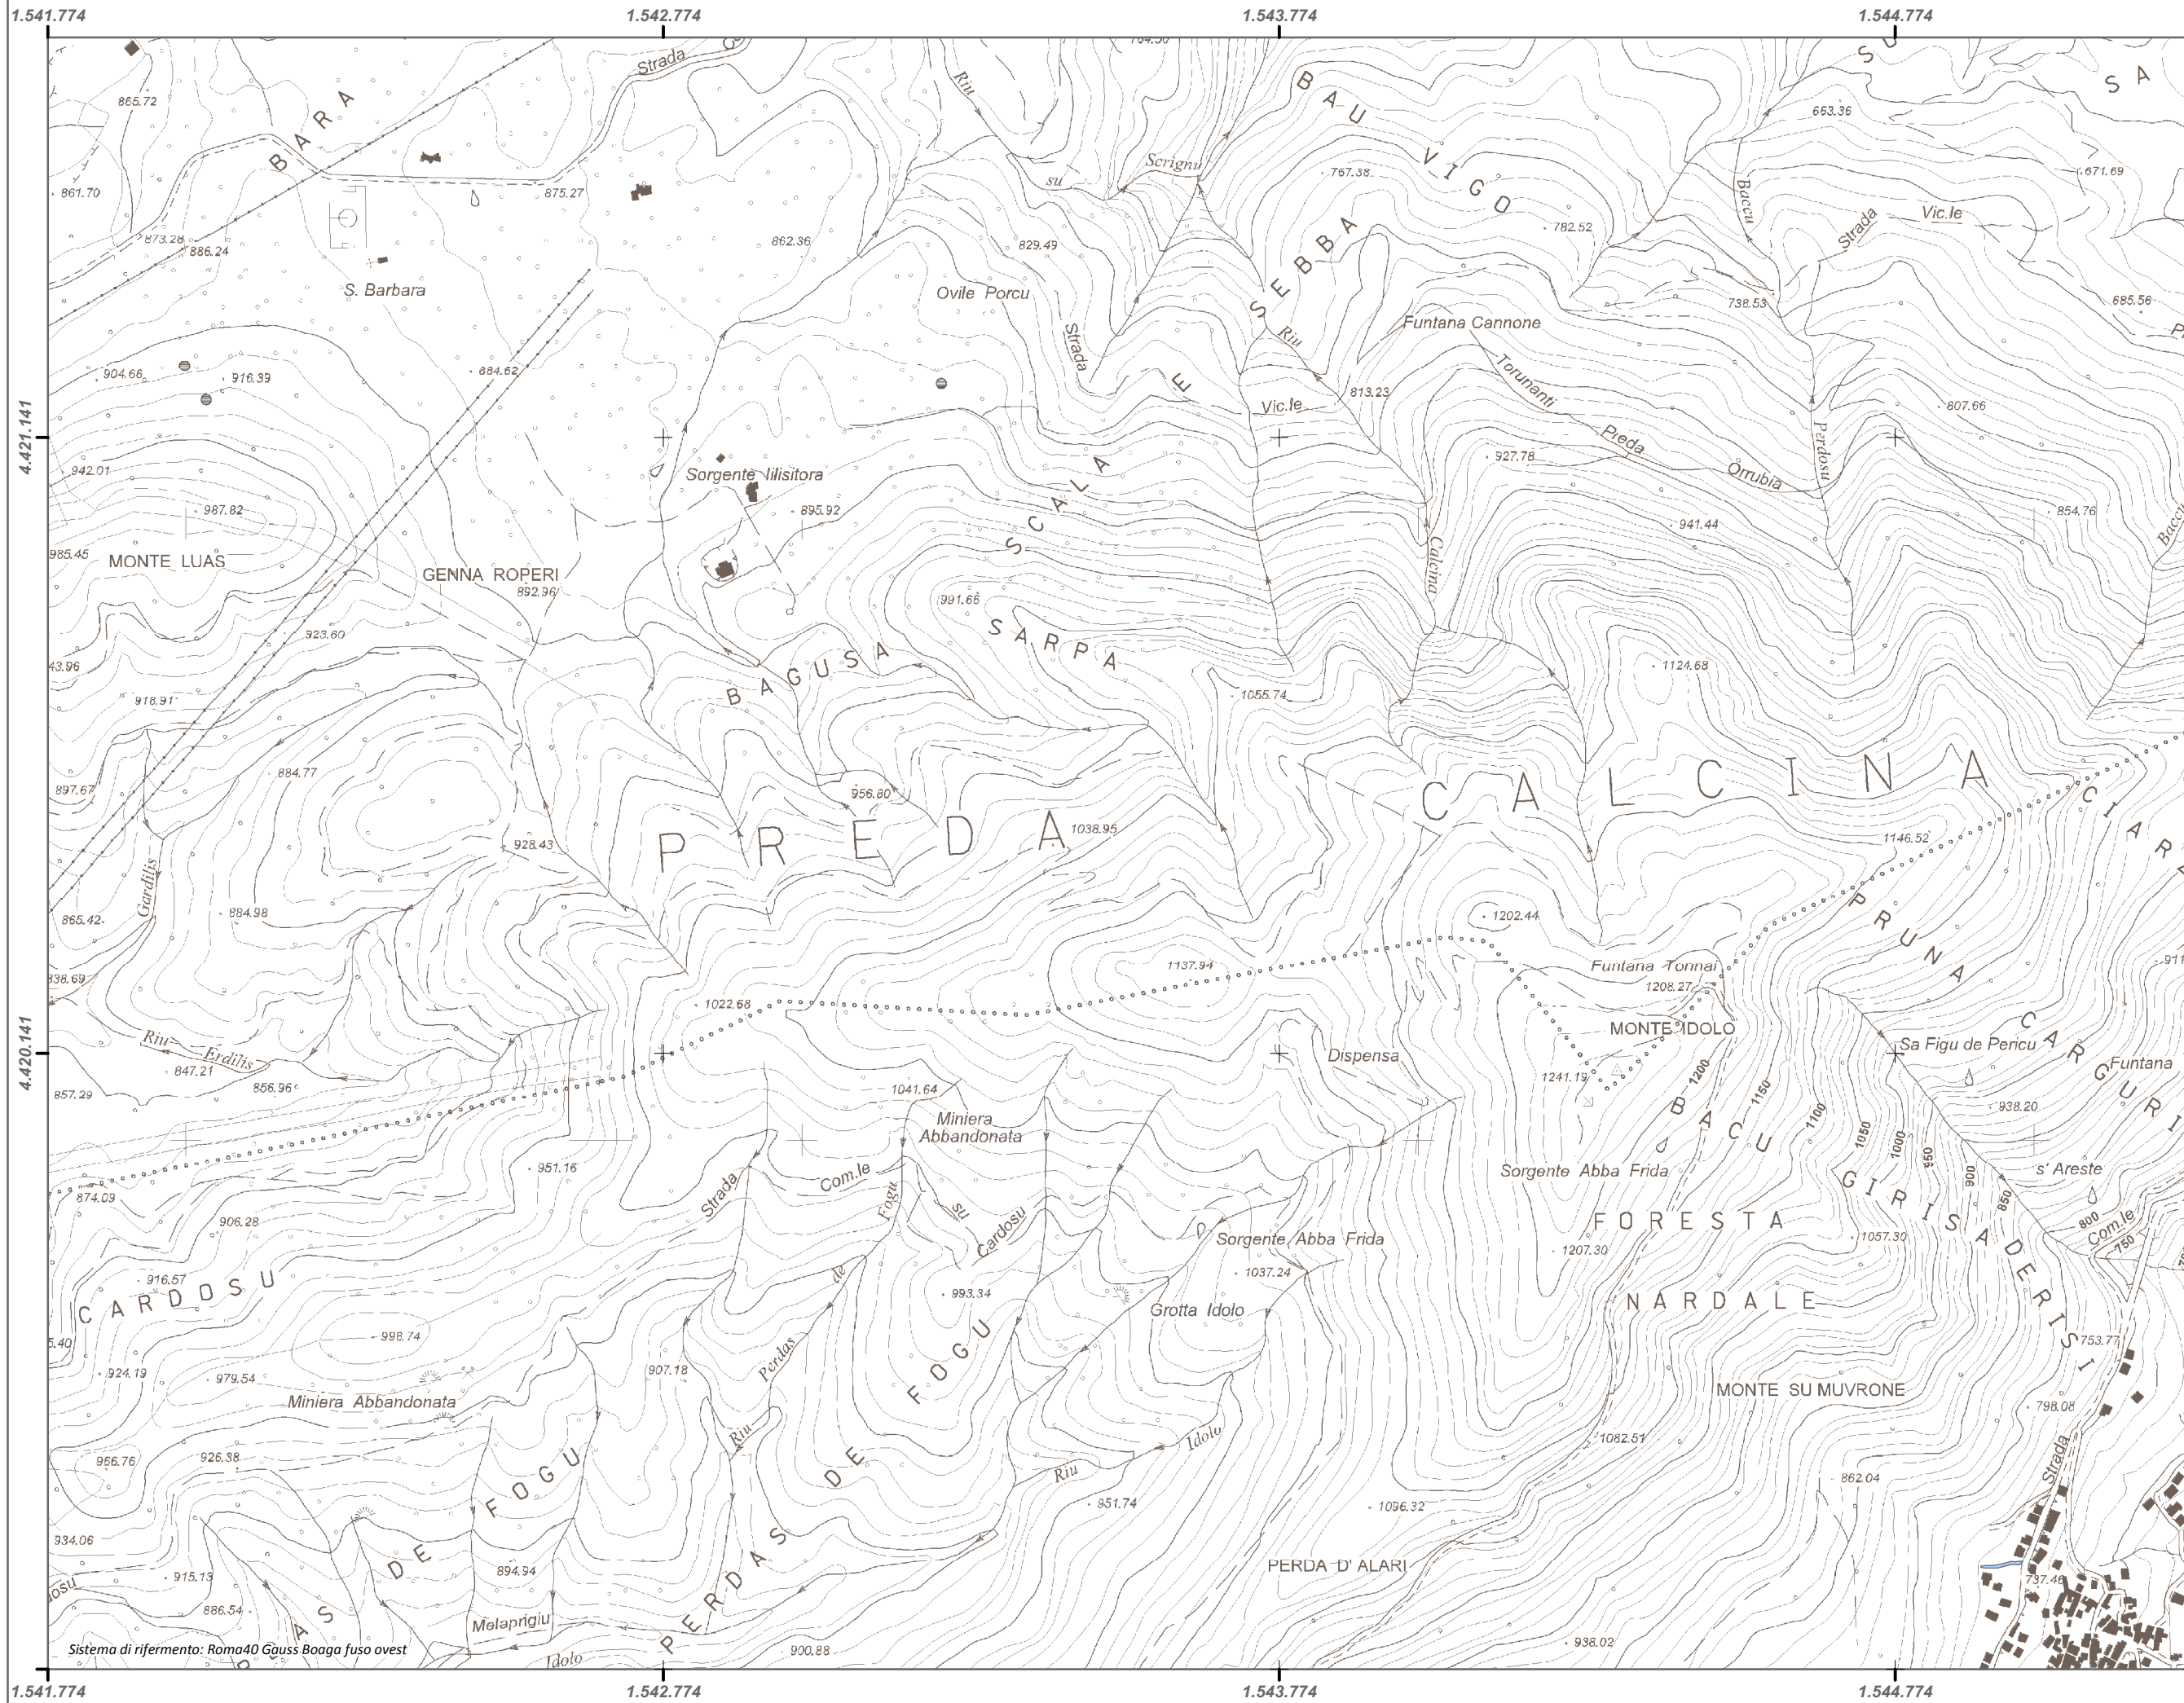 1.541.774
1.542.774
1.543.774
1.544.774
4.421.141
4.420.141
865.72
BARA
Strada
Riu
BAU VIGO
SU
SA
663.36
861.70
875.27
su
Scrignu
767.38
671.69
Baccu
Strada
Vic.le
873.28
886.24
862.36
829.49
SEBBA
782.52
S. Barbara
Ovile Porcu
738.53
685.56
Strada
Riu
Funtana Cannone
904.66
916.39
884.62
E
Vic.le
813.23
Torunanti
807.66
Preda
Orrubia
Perdosu
942.01
Sorgente Iilisitora
SCALA
927.78
987.82
895.92
941.44
854.76
985.45
MONTE LUAS
GENNA ROPERI
892.96
Calcina
991.66
SARPA
923.60
BAGUSA
43.96
1124.68
918.91
1055.74
884.77
897.67
956.80
CALCINA
PREDA
1038.95
1146.52
928.43
Gardilis
865.42
884.98
1202.44
PRUNA
838.69
1137.94
Funtana Tonnai
1022.68
1208.27
MONTE IDOLO
Riu Erdilis
847.21
856.96
857.29
1041.64
Dispensa
1241.19
Sa Figu de Pericu
CARGURI
Funtana
1200
1150
1100
1050
1000
950
900
850
800
750
Miniera
Abbandonata
938.20
BACU
951.16
Strada
Com.le
su
Cardosu
Fogu
Sorgente Abba Frida
s' Areste
GIRISADERISI
874.09
906.28
FORESTA
1207.30
1057.30
Com.le
Sorgente Abba Frida
916.57
CARDOSU
de
993.34
1037.24
Grotta Idolo
NARDALE
5.40
998.74
753.77
924.19
979.54
907.18
Perdas
FOGU
Miniera Abbandonata
MONTE SU MUVRONE
798.08
966.76
926.38
Riu
Riu
Idolo
1082.51
862.04
Strada
DE
FOGU
951.74
1096.32
934.06
DE
915.13
894.94
PERDAS
PERDA D' ALARI
737.46
886.54
Melaprigiu
900.88
938.02
Idolo
Sistema di rifermento: Roma40 Gauss Boaga fuso ovest
1.541.774
1.542.774
1.543.774
1.544.774